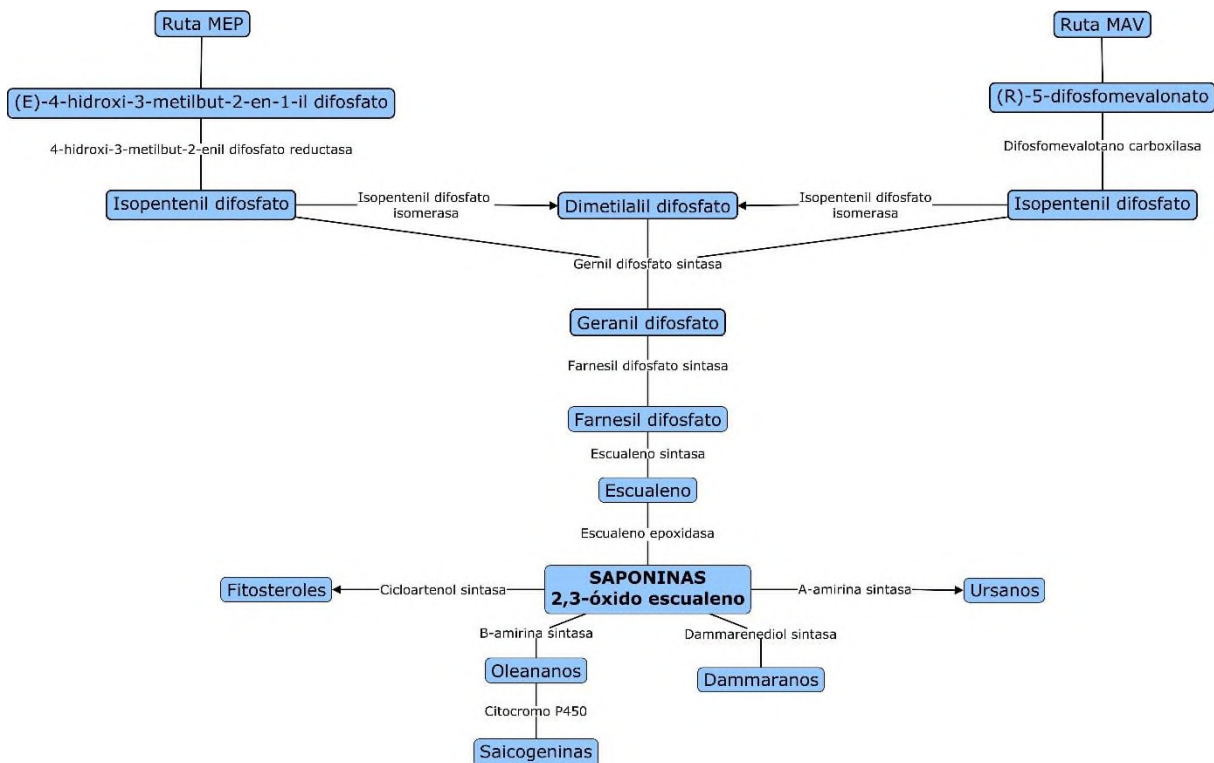 Ruta MEP
Ruta MAV
(E)-4-hidroxi-3-metilbut-2-en-1-il difosfato
(R)-5-difosfomevalonato
4-hidroxi-3-metilbut-2-enil difosfato reductasa
Difosfomevalotano carboxilasa
Isopentenil difosfato
Isopentenil difosfato
isomerasa
Dimetilalil difosfato
Isopentenil difosfato
isomerasa
Isopentenil difosfato
Gernil difosfato sintasa
Geranil difosfato
Farnesil difosfato sintasa
Farnesil difosfato
Escualeno sintasa
Escualeno
Escualeno epoxidasa
SAPONINAS
2,3-óxido escualeno
Fitosteroles
Cicloartenol sintasa
A-amirina sintasa
Ursanos
B-amirina sintasa
Dammarenediol sintasa
Oleananos
Dammaranos
Citocromo P450
Saicogeninas